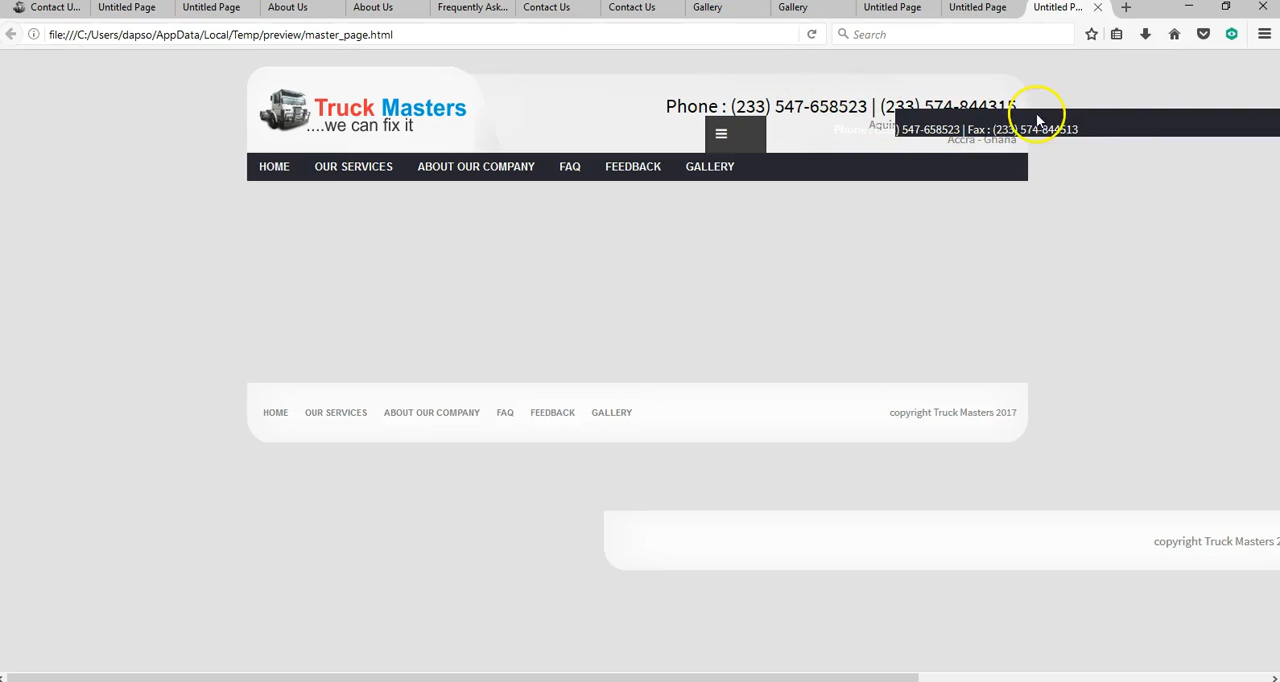 Contact U...
Untitled Page
Untitled Page
About Us
About Us
Frequently Ask...
Contact Us
Contact Us
Gallery
Gallery
Untitled Page
Untitled Page
Untitled P...
file:///C:/Users/dapso/AppData/Local/Temp/preview/master_page.html
Search
Truck Masters
....we can fix it
Phone : (233) 547-658523 | (233) 574-844315
Phone ) 547-658523 | Fax : (233) 574-844513
Accra - Ghana
HOME OUR SERVICES ABOUT OUR COMPANY FAQ FEEDBACK GALLERY
HOME OUR SERVICES ABOUT OUR COMPANY FAQ FEEDBACK GALLERY copyright Truck Masters 2017
copyright Truck Masters